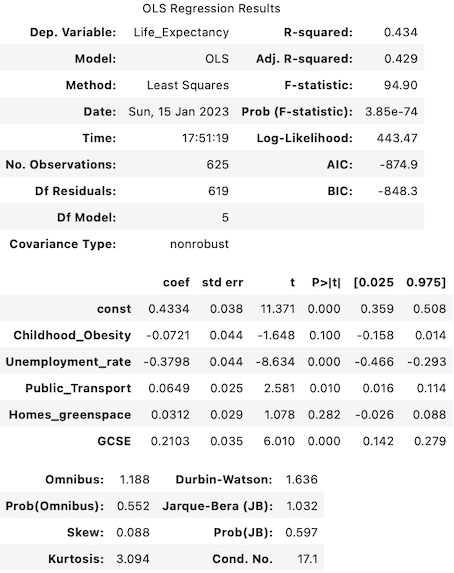 OLS Regression Results
Dep. Variable: Life_Expectancy R-squared: 0.434
Model: OLS Adj. R-squared: 0.429
Method: Least Squares F-statistic: 94.90
Date: Sun, 15 Jan 2023 Prob (F-statistic): 3.85e-74
Time: 17:51:19 Log-Likelihood: 443.47
No. Observations: 625 AIC: -874.9
Df Residuals: 619 BIC: -848.3
Df Model: 5
Covariance Type: nonrobust
coef std err t P>|t| [0.025 0.975]
const 0.4334 0.038 11.371 0.000 0.359 0.508
Childhood_Obesity -0.0721 0.044 -1.648 0.100 -0.158 0.014
Unemployment_rate -0.3798 0.044 -8.634 0.000 -0.466 -0.293
Public_Transport 0.0649 0.025 2.581 0.010 0.016 0.114
Homes_greenspace 0.0312 0.029 1.078 0.282 -0.026 0.088
GCSE 0.2103 0.035 6.010 0.000 0.142 0.279
Omnibus: 1.188 Durbin-Watson: 1.636
Prob(Omnibus): 0.552 Jarque-Bera (JB): 1.032
Skew: 0.088 Prob(JB): 0.597
Kurtosis: 3.094 Cond. No. 17.1